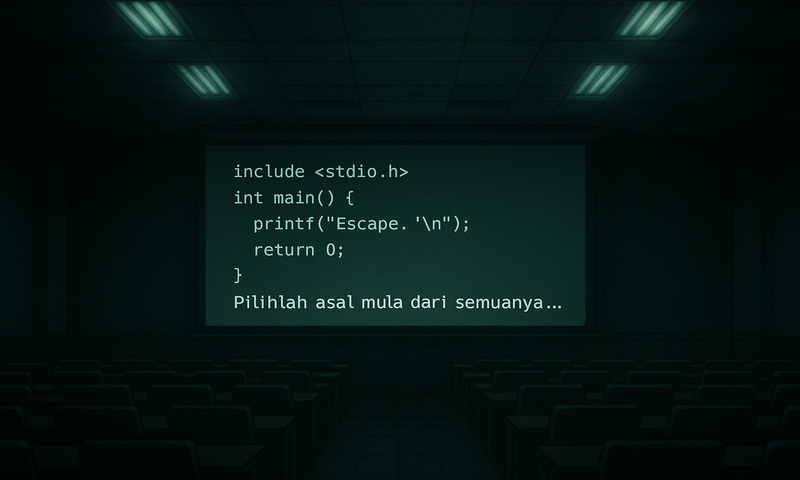 include <stdio.h>
int main() {
printf("Escape. '\n");
return 0;
}
Pilihlah asal mula dari semuanya...